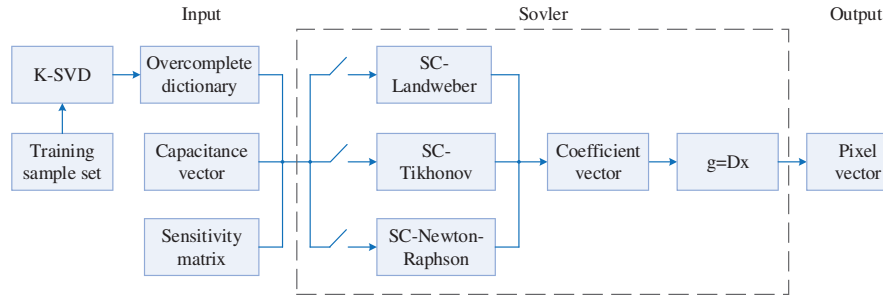 Input
Sovler
Output
K-SVD
Overcomplete
dictionary
SC-
Landweber
Training
sample set
Capacitance
vector
SC-
Tikhonov
Coefficient
vector
g=Dx
Pixel
vector
Sensitivity
matrix
SC-Newton-
Raphson